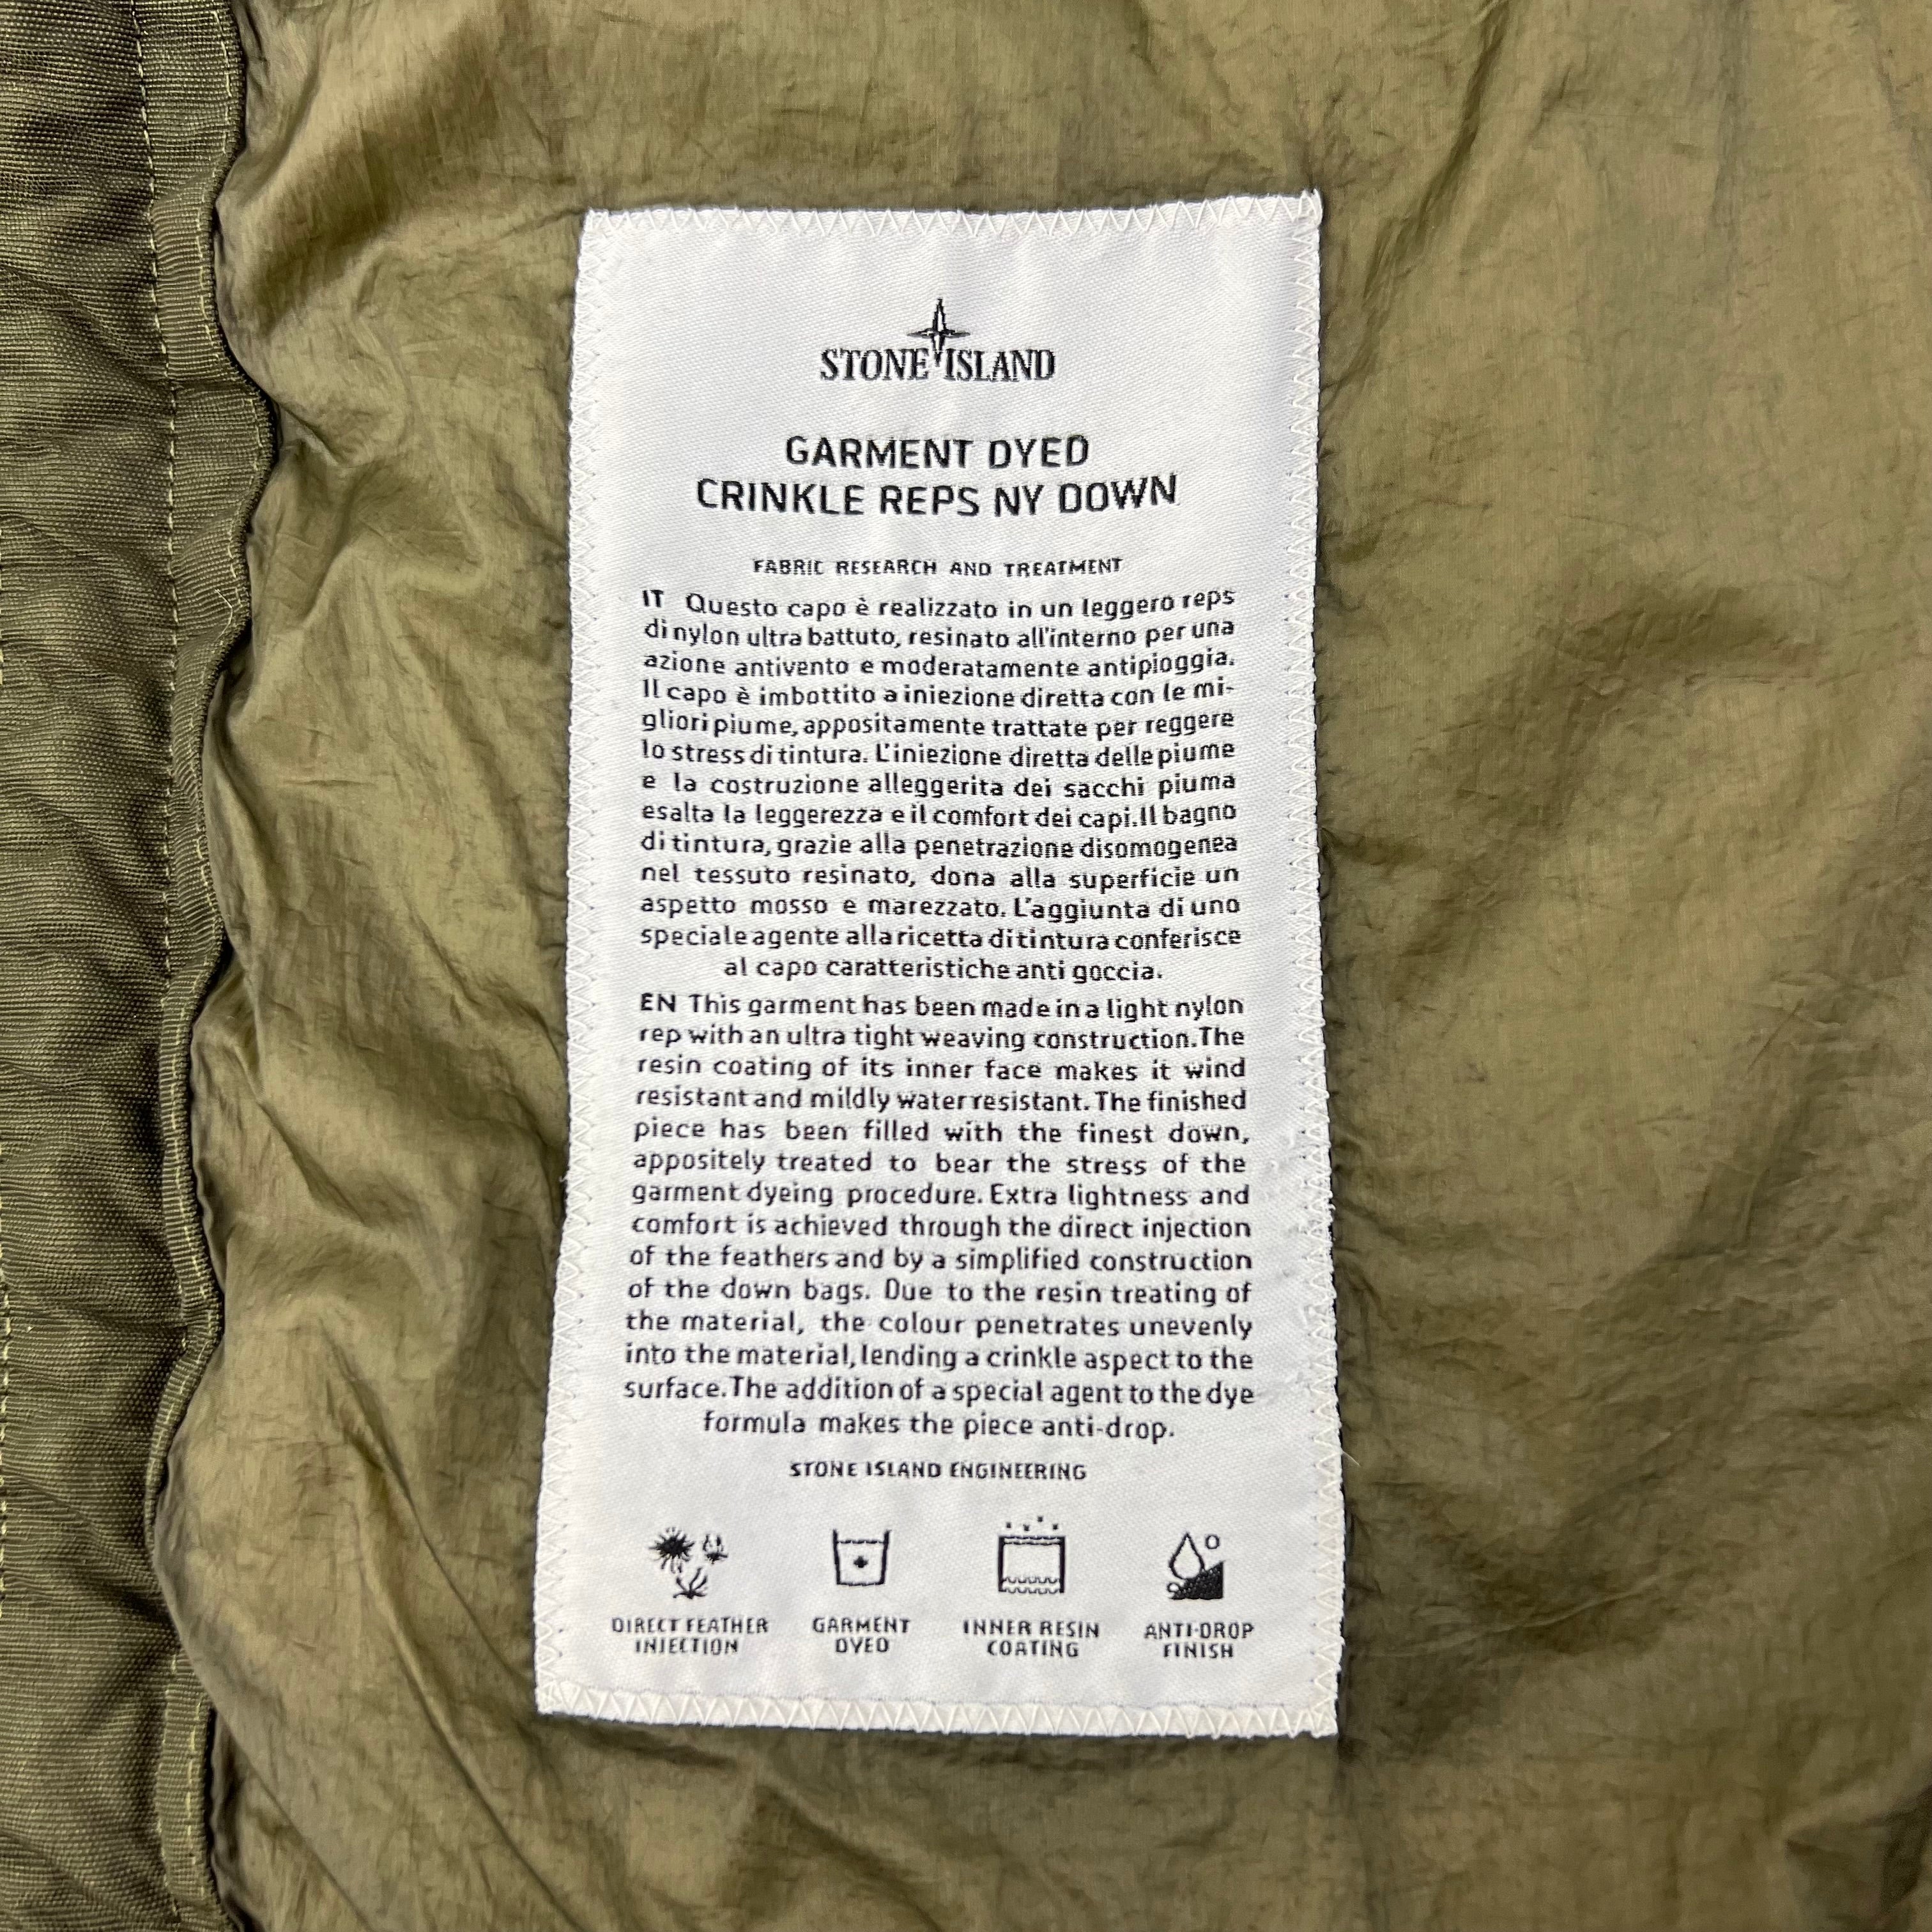 STONE ISLAND
GARMENT DYED
CRINKLE REPS NY DOWN
FABRIC RESEARCH AND TREATMENT
IT Questo capo è realizzato in un leggero reps
di nylon ultra battuto, resinato all'interno per una
azione antivento e moderatamente antipioggia.
Il capo è imbottito a iniezione diretta con le mi-
gliori piume, appositamente trattate per reggere
lo stress di tintura. L'iniezione diretta delle piume
e la costruzione alleggerita dei sacchi piuma
esalta la leggerezza e il comfort dei capi. Il bagno
di tintura, grazie alla penetrazione disomogenea
nel tessuto resinato, dona alla superficie un
aspetto mosso e marezzato. L'aggiunta di uno
speciale agente alla ricetta di tintura conferisce
al capo caratteristiche anti goccia.
EN This garment has been made in a light nylon
rep with an ultra tight weaving construction. The
resin coating of its inner face makes it wind
resistant and mildly water resistant. The finished
piece has been filled with the finest down,
appositely treated to bear the stress of the
garment dyeing procedure. Extra lightness and
comfort is achieved through the direct injection
of the feathers and by a simplified construction
of the down bags. Due to the resin treating of
the material, the colour penetrates unevenly
into the material, lending a crinkle aspect to the
surface. The addition of a special agent to the dye
formula makes the piece anti-drop.
STONE ISLAND ENGINEERING
DIRECT FEATHER GARMENT INNER RESIN ANTI-DROP
INJECTION DYED COATING FINISH